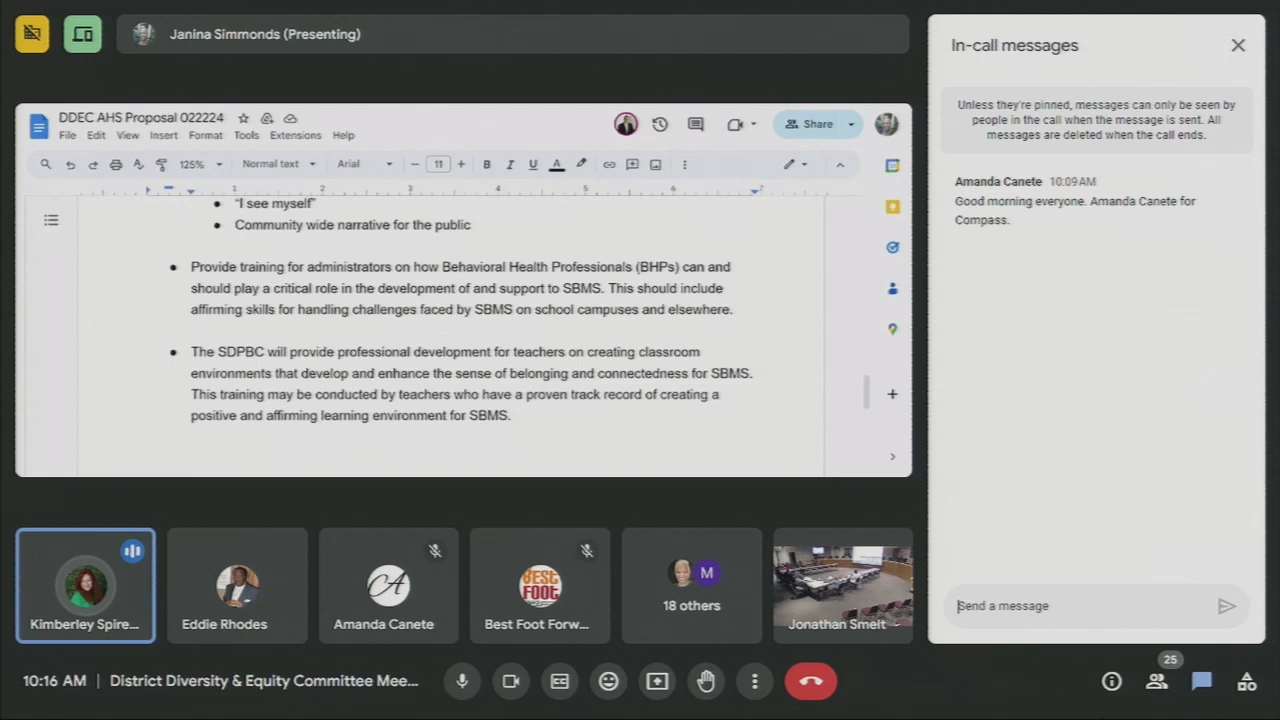 Janina Simmonds (Presenting)
DDEC AHS Proposal 022224
File Edit View Insert Format Tools Extensions Help
Share
125% Normal text Arial 11 B I U A
1 2 3 4 5 6 7
"I see myself"
Community wide narrative for the public
Provide training for administrators on how Behavioral Health Professionals (BHPs) can and
should play a critical role in the development of and support to SBMS. This should include
affirming skills for handling challenges faced by SBMS on school campuses and elsewhere.
The SDPBC will provide professional development for teachers on creating classroom
environments that develop and enhance the sense of belonging and connectedness for SBMS.
This training may be conducted by teachers who have a proven track record of creating a
positive and affirming learning environment for SBMS.
In-call messages
Unless they're pinned, messages can only be seen by
people in the call when the message is sent. All
messages are deleted when the call ends.
Amanda Canete 10:09 AM
Good morning everyone. Amanda Canete for
Compass.
Send a message
Kimberley Spire...
Eddie Rhodes
A
Amanda Canete
BEST
FOOT
Best Foot Forw...
M
18 others
Jonathan Smelt
10:16 AM | District Diversity & Equity Committee Mee...
25